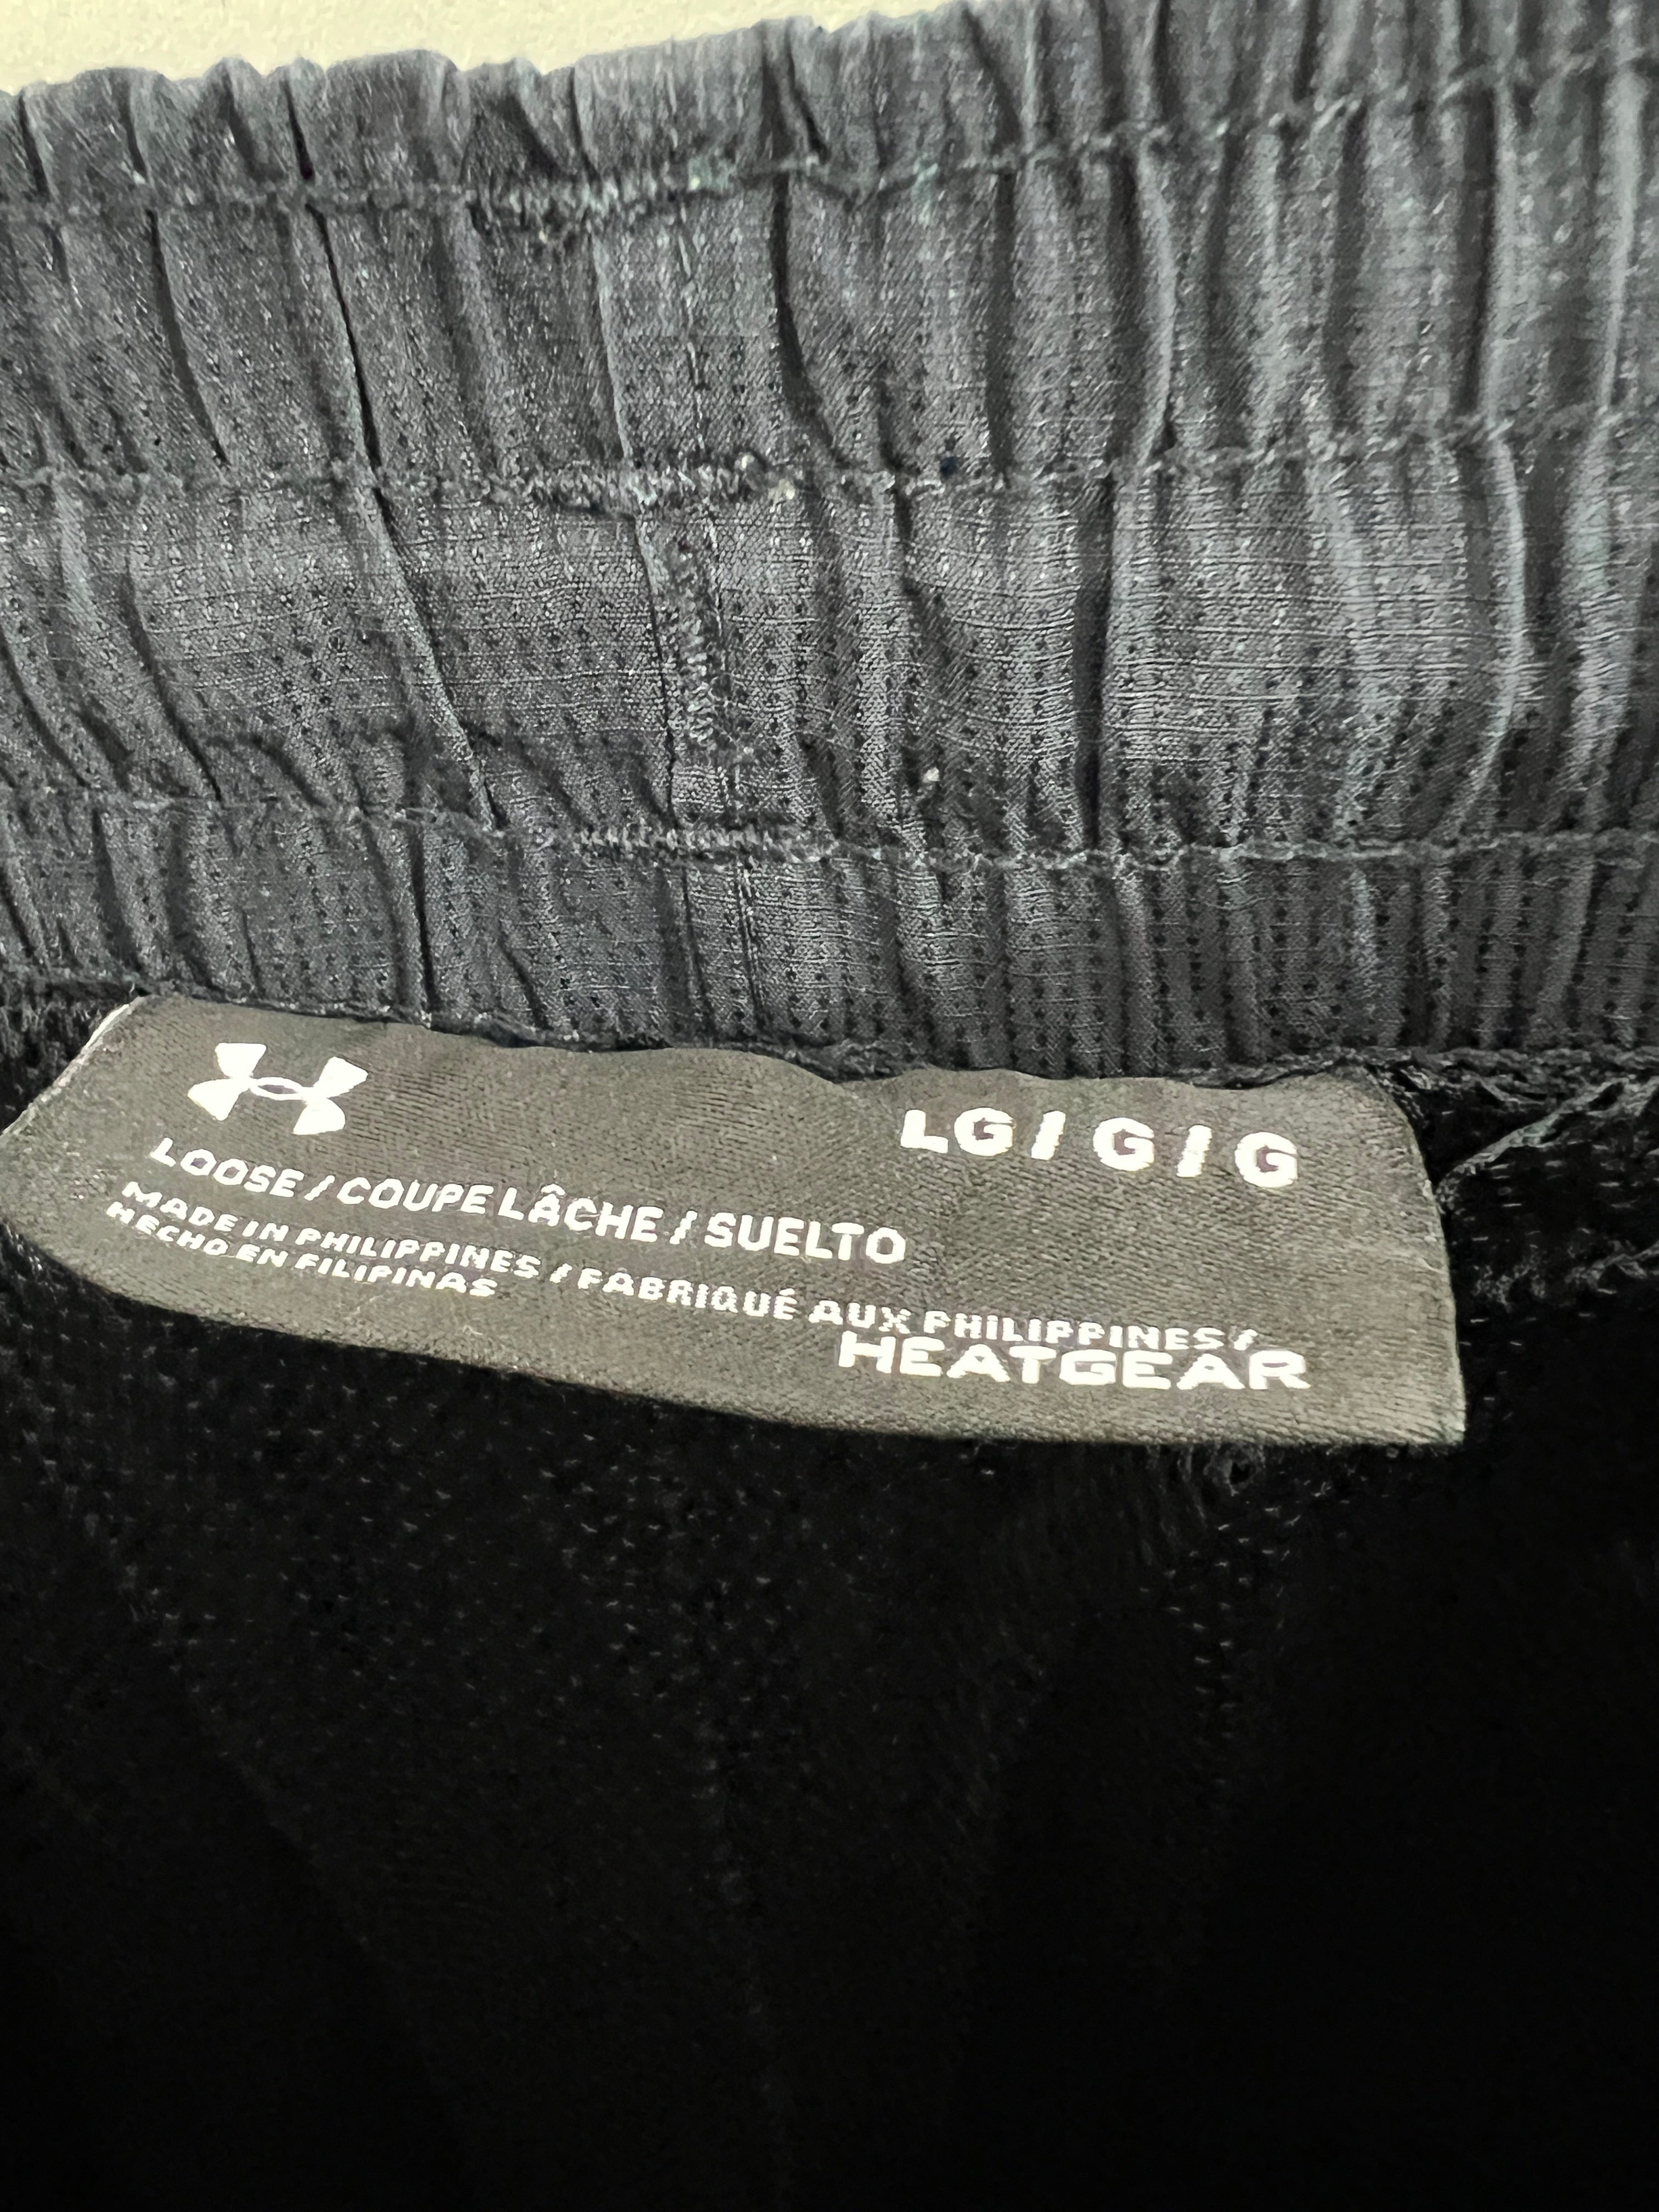 LG / G / G
LOOSE / COUPE LÂCHE / SUELTO
MADE IN PHILIPPINES / FABRIQUÉ AUX PHILIPPINES /
HECHO EN FILIPINAS
HEATGEAR